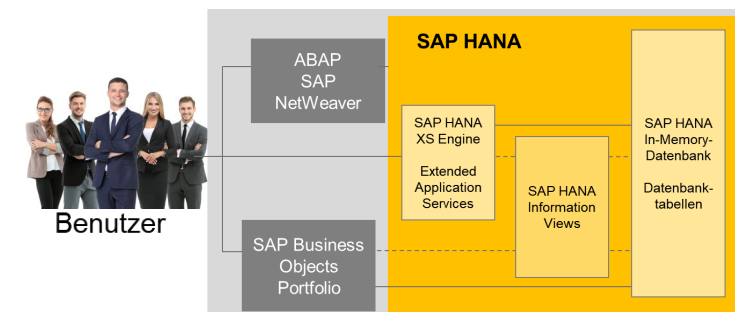 SAP HANA
ABAP
SAP
NetWeaver
SAP HANA
XS Engine
Extended
Application
Services
SAP HANA
In-Memory-
Datenbank
Datenbank-
tabellen
SAP HANA
Information
Views
Benutzer
SAP Business
Objects
Portfolio